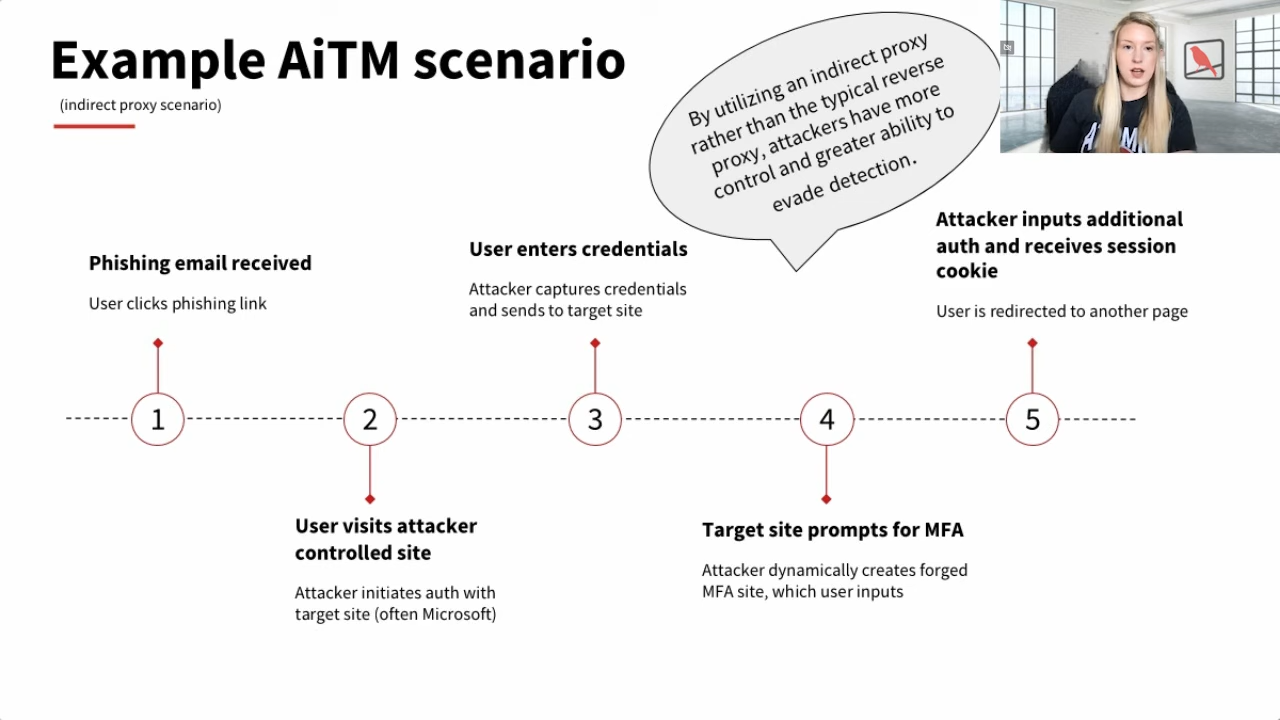 Example AiTM scenario
(indirect proxy scenario)
By utilizing an indirect proxy
rather than the typical reverse
proxy, attackers have more
control and greater ability to
evade detection.
Phishing email received
User clicks phishing link
1
User visits attacker
controlled site
Attacker initiates auth with
target site (often Microsoft)
2
User enters credentials
Attacker captures credentials
and sends to target site
3
Target site prompts for MFA
Attacker dynamically creates forged
MFA site, which user inputs
4
Attacker inputs additional
auth and receives session
cookie
User is redirected to another page
5